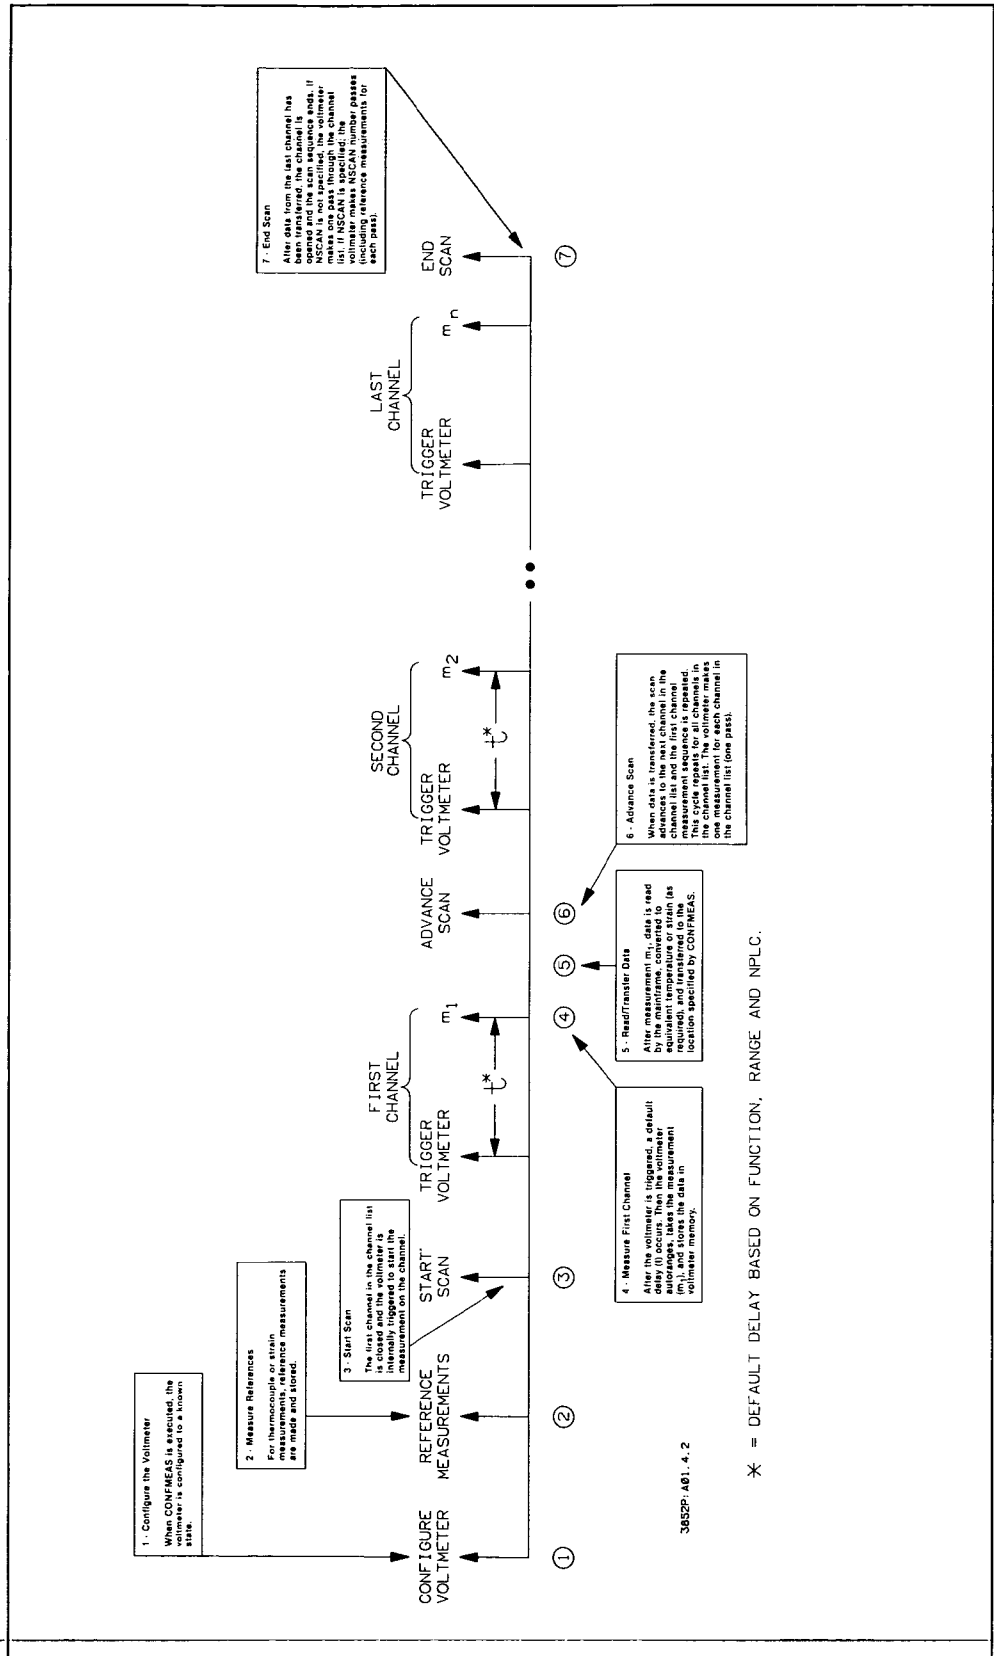 1 - Configure the Voltmeter
When CONFMEAS is executed, the
voltmeter is configured to a known
state.
2 - Measure References
For thermocouple or strain
measurements, reference measurements
are made and stored.
3 - Start Scan
The first channel in the channel list
is closed and the voltmeter is
internally triggered to start the
measurement on the channel.
7 - End Scan
After data from the last channel has
been transferred, the channel is
opened and the scan sequence ends. If
NSCAN is not specified, the voltmeter
makes one pass through the channel
list. If NSCAN is specified; the
voltmeter makes NSCAN number passes
(including reference measurements for
each pass).
CONFIGURE
VOLTMETER
REFERENCE
MEASUREMENTS
START
SCAN
FIRST
CHANNEL
TRIGGER
VOLTMETER
m1
t*
ADVANCE
SCAN
SECOND
CHANNEL
TRIGGER
VOLTMETER
m2
t*
LAST
CHANNEL
TRIGGER
VOLTMETER
mn
END
SCAN
1
2
3
4
5
6
7
4 - Measure First Channel
After the voltmeter is triggered, a default
delay (t) occurs. Then the voltmeter
autoranges, takes the measurement
(m1), and stores the data in
voltmeter memory.
5 - Read/Transfer Data
After measurement m1, data is read
by the mainframe, converted to
equivalent temperature or strain (as
required), and transferred to the
location specified by CONFMEAS.
6 - Advance Scan
When data is transferred, the scan
advances to the next channel in the
channel list and the first channel
measurement sequence is repeated.
This cycle repeats for all channels in
the channel list. The voltmeter makes
one measurement for each channel in
the channel list (one pass).
3852P:A01.4.2
* = DEFAULT DELAY BASED ON FUNCTION, RANGE AND NPLC.